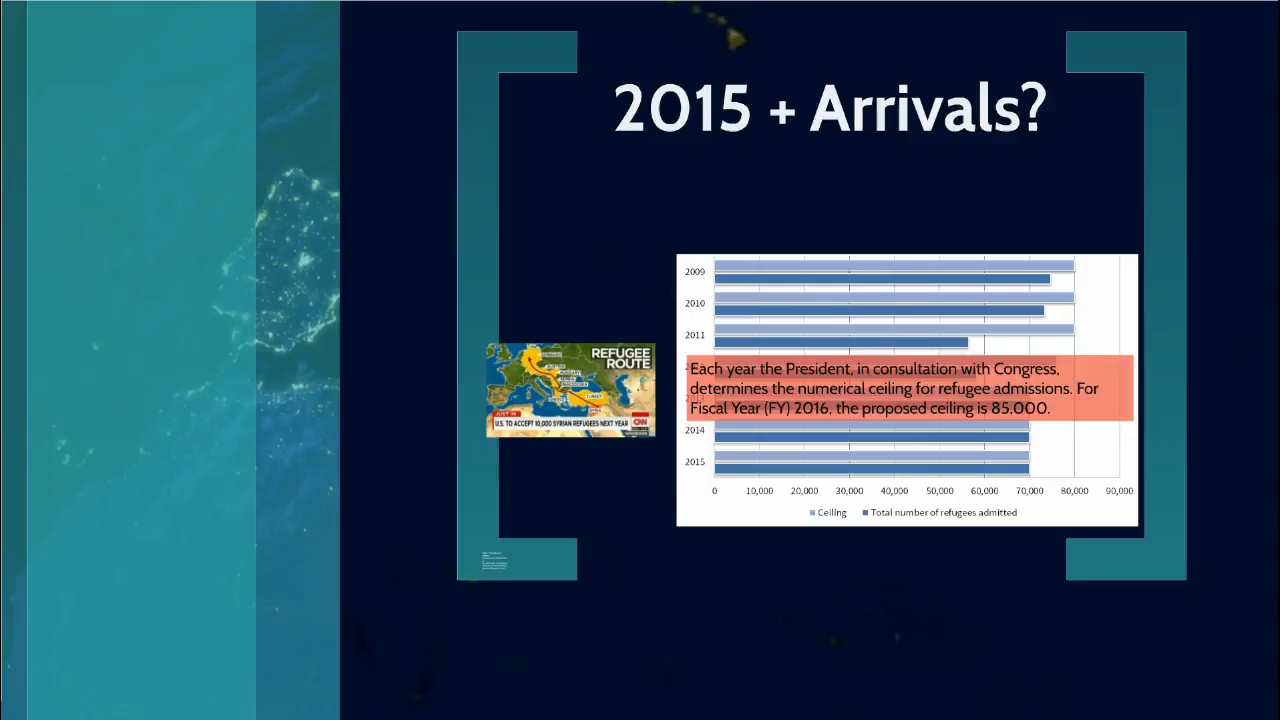 2015 + Arrivals?
REFUGEE
ROUTE
TURKEY
SYRIA
JUST IN
U.S. TO ACCEPT 10,000 SYRIAN REFUGEES NEXT YEAR
CNN
2009
2010
2011
Each year the President, in consultation with Congress,
determines the numerical ceiling for refugee admissions. For
Fiscal Year (FY) 2016, the proposed ceiling is 85,000.
2014
2015
0 10,000 20,000 30,000 40,000 50,000 60,000 70,000 80,000 90,000
Ceiling Total number of refugees admitted